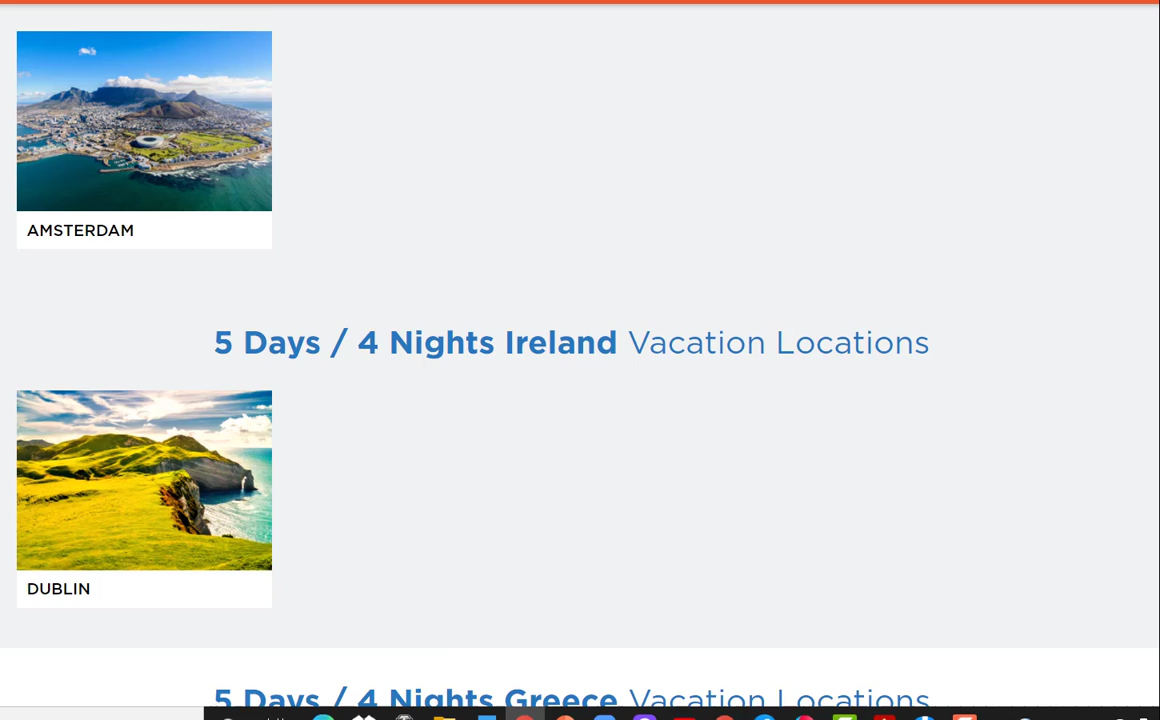 AMSTERDAM
5 Days / 4 Nights Ireland Vacation Locations
DUBLIN
5 Days / 4 Nights Greece Vacation Locations